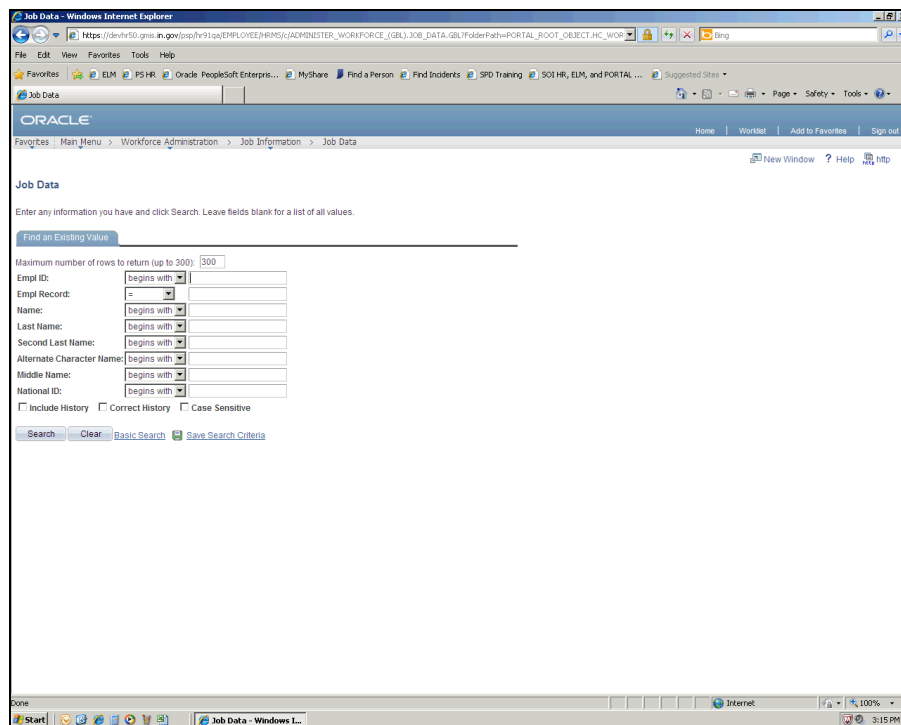 Job Data - Windows Internet Explorer
https://devhr50.gmis.in.gov/psp/hr91qa/EMPLOYEE/HRMS/c/ADMINISTER_WORKFORCE_(GBL).JOB_DATA.GBL?FolderPath=PORTAL_ROOT_OBJECT.HC_WOR Bing
File Edit View Favorites Tools Help
Favorites ELM PS HR Oracle PeopleSoft Enterpris... MyShare Find a Person Find Incidents SPD Training SOI HR, ELM, and PORTAL ... Suggested Sites
Job Data Page Safety Tools
ORACLE
Home | Worklist | Add to Favorites | Sign out
Favorites Main Menu > Workforce Administration > Job Information > Job Data
New Window ? Help http
Job Data
Enter any information you have and click Search. Leave fields blank for a list of all values.
Find an Existing Value
Maximum number of rows to return (up to 300): 300
Empl ID: begins with
Empl Record: =
Name: begins with
Last Name: begins with
Second Last Name: begins with
Alternate Character Name: begins with
Middle Name: begins with
National ID: begins with
Include History Correct History Case Sensitive
Search Clear Basic Search Save Search Criteria
Done Internet 100%
Start Job Data - Windows I... 3:15 PM